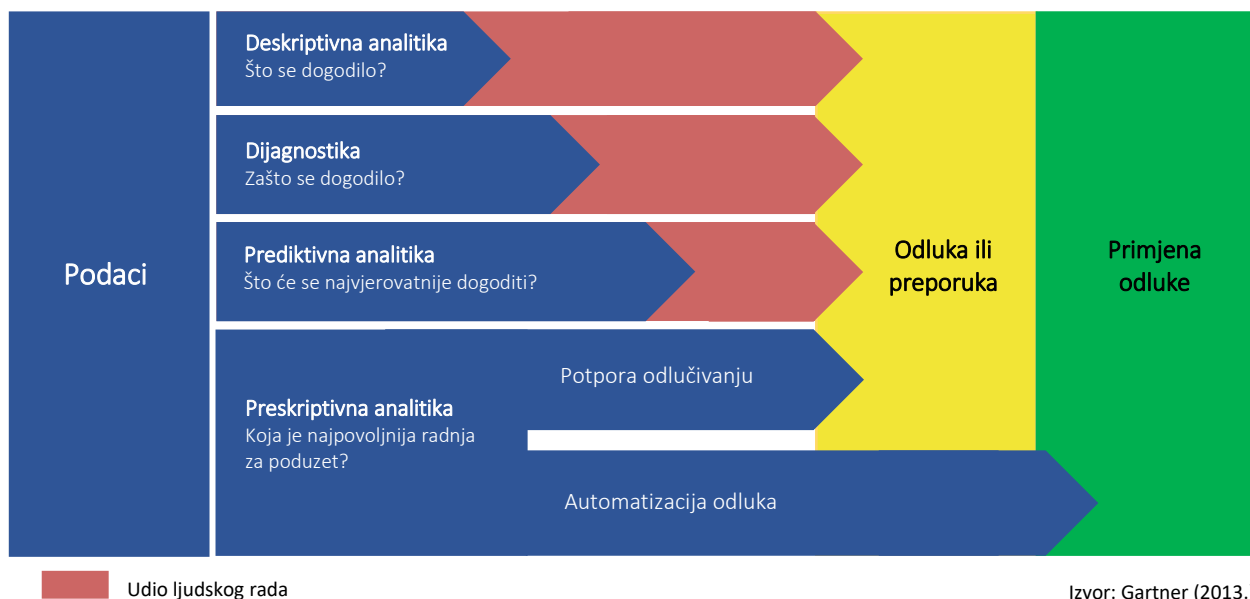 Podaci
Deskriptivna analitika
Što se dogodilo?
Dijagnostika
Zašto se dogodilo?
Prediktivna analitika
Što će se najvjerovatnije dogoditi?
Preskriptivna analitika
Koja je najpovoljnija radnja
za poduzet?
Potpora odlučivanju
Automatizacija odluka
Odluka ili
preporuka
Primjena
odluke
Udio ljudskog rada
Izvor: Gartner (2013.